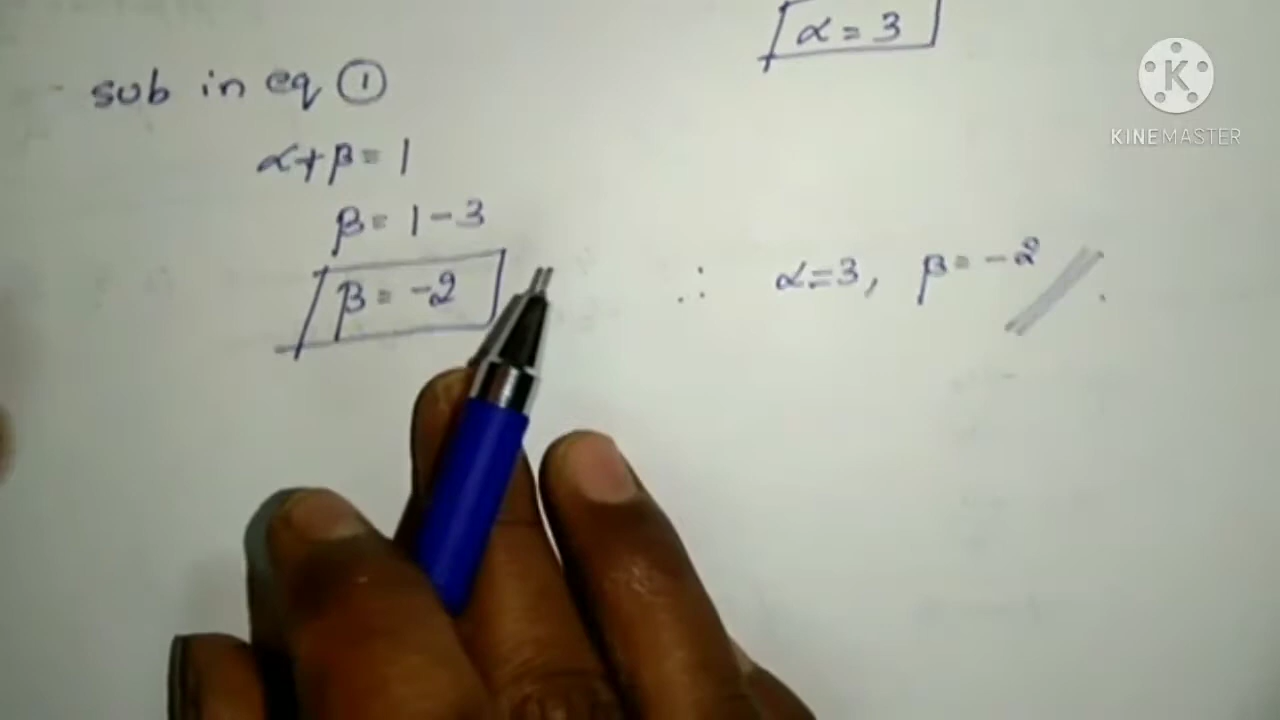 α = 3
sub in eq ①
α+β = 1
β = 1 - 3
β = -2
∴ α=3, β = -2
K
KINEMASTER